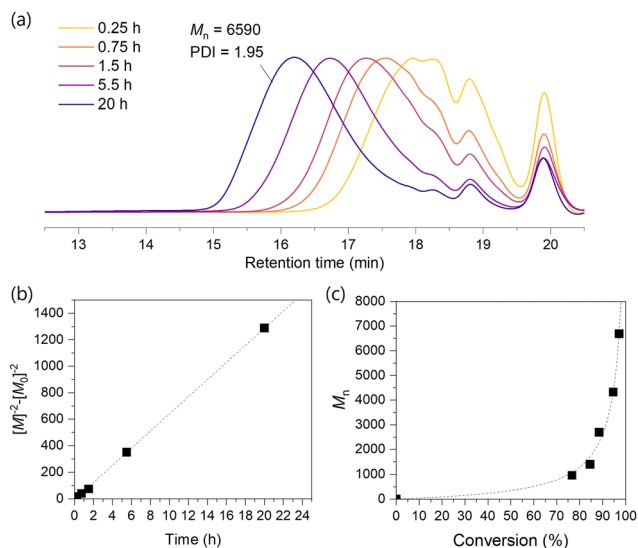 (a)
0.25 h
0.75 h
1.5 h
5.5 h
20 h
Mn = 6590
PDI = 1.95
13 14 15 16 17 18 19 20
Retention time (min)
(b)
1400
1200
1000
800
600
400
200
0
[M]-2-[M0]-2
0 2 4 6 8 10 12 14 16 18 20 22 24
Time (h)
(c)
8000
7000
6000
5000
4000
3000
2000
1000
0
Mn
0 10 20 30 40 50 60 70 80 90 100
Conversion (%)